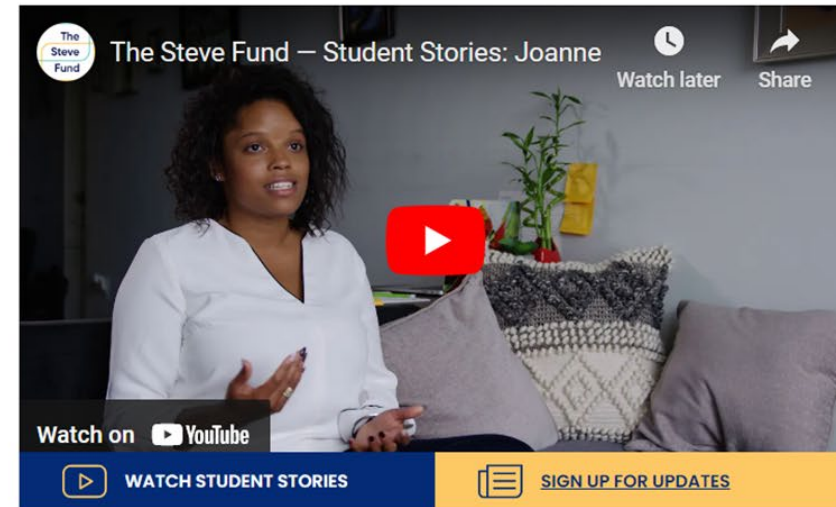 The
Steve
Fund
The Steve Fund — Student Stories: Joanne
Watch later
Share
Watch on YouTube
WATCH STUDENT STORIES
SIGN UP FOR UPDATES